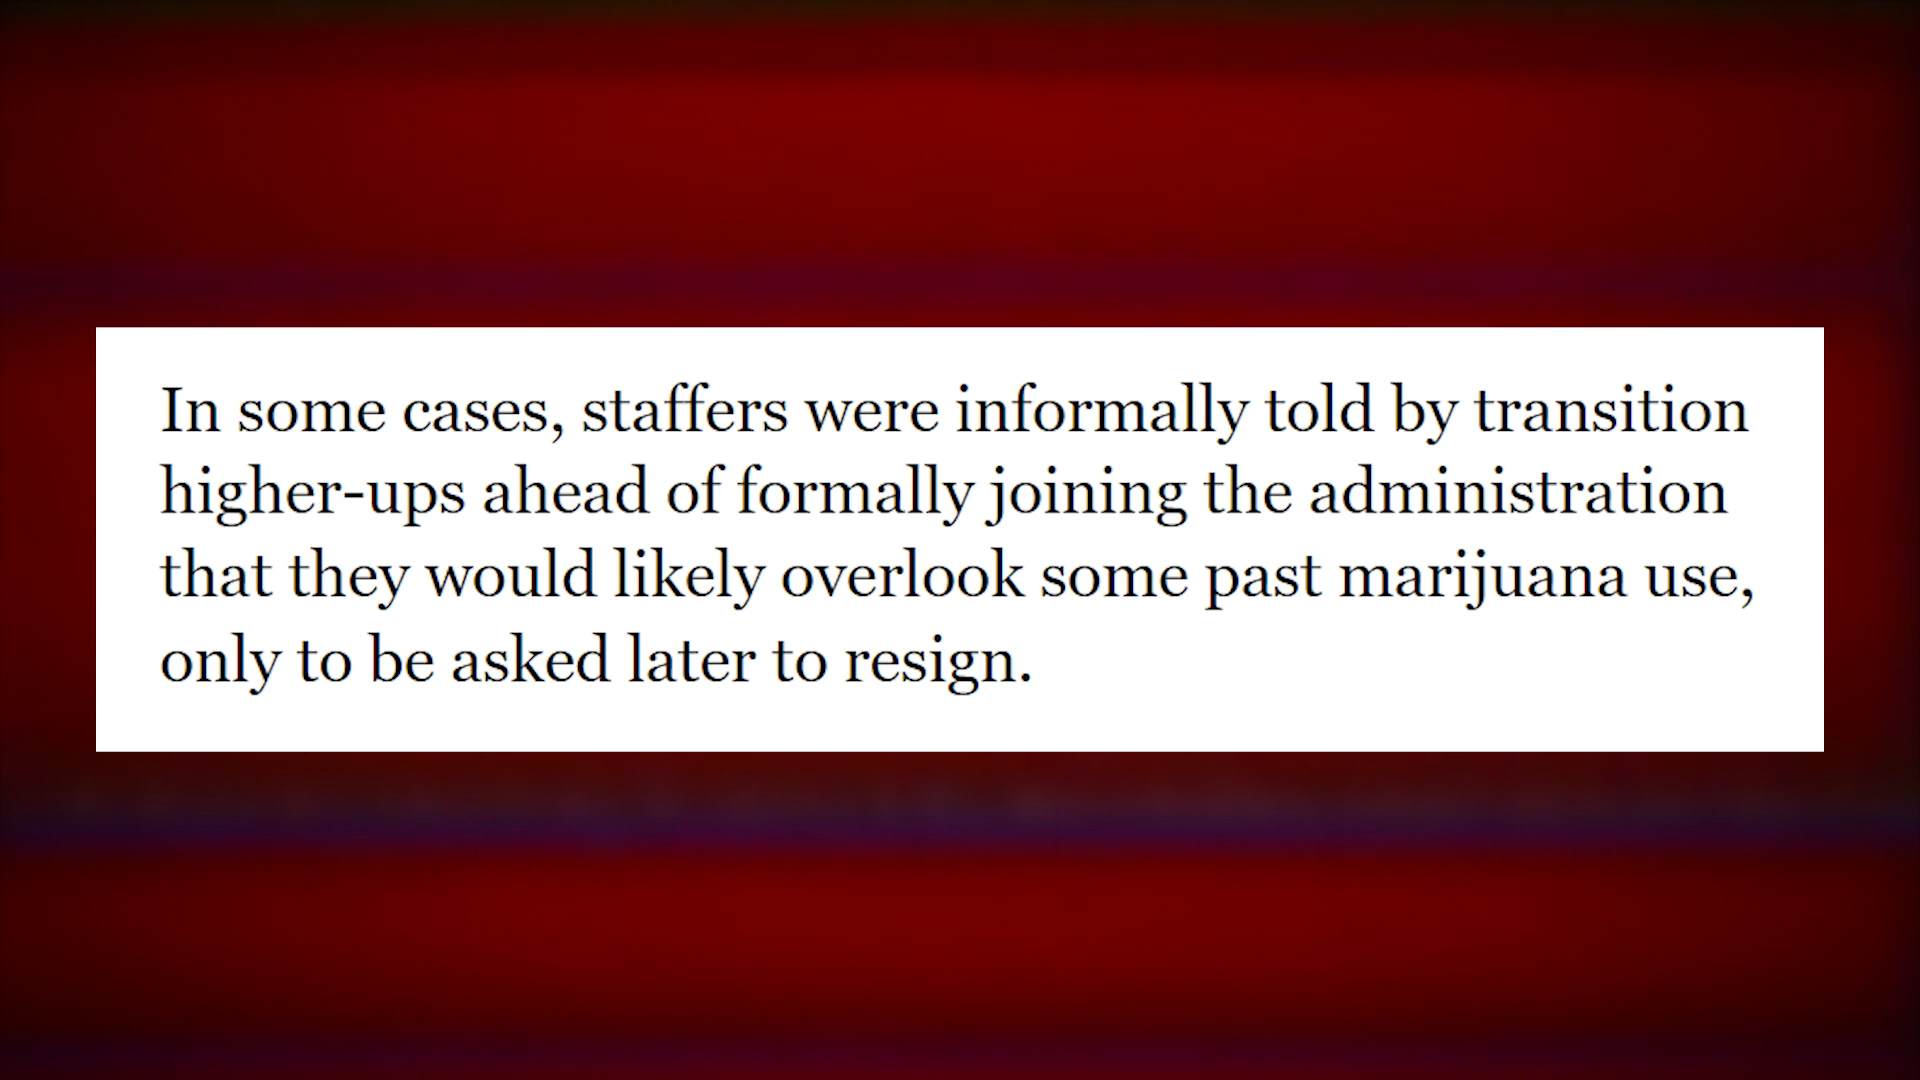 In some cases, staffers were informally told by transition
higher-ups ahead of formally joining the administration
that they would likely overlook some past marijuana use,
only to be asked later to resign.